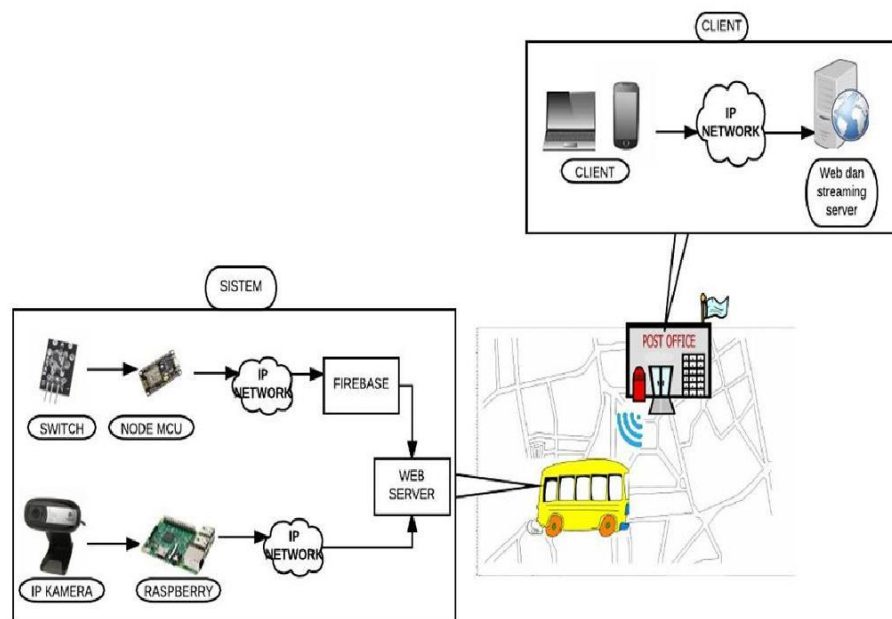 CLIENT
IP
NETWORK
CLIENT
Web dan
streaming
server
SISTEM
POST OFFICE
SWITCH
NODE MCU
IP
NETWORK
FIREBASE
WEB
SERVER
IP KAMERA
RASPBERRY
IP
NETWORK